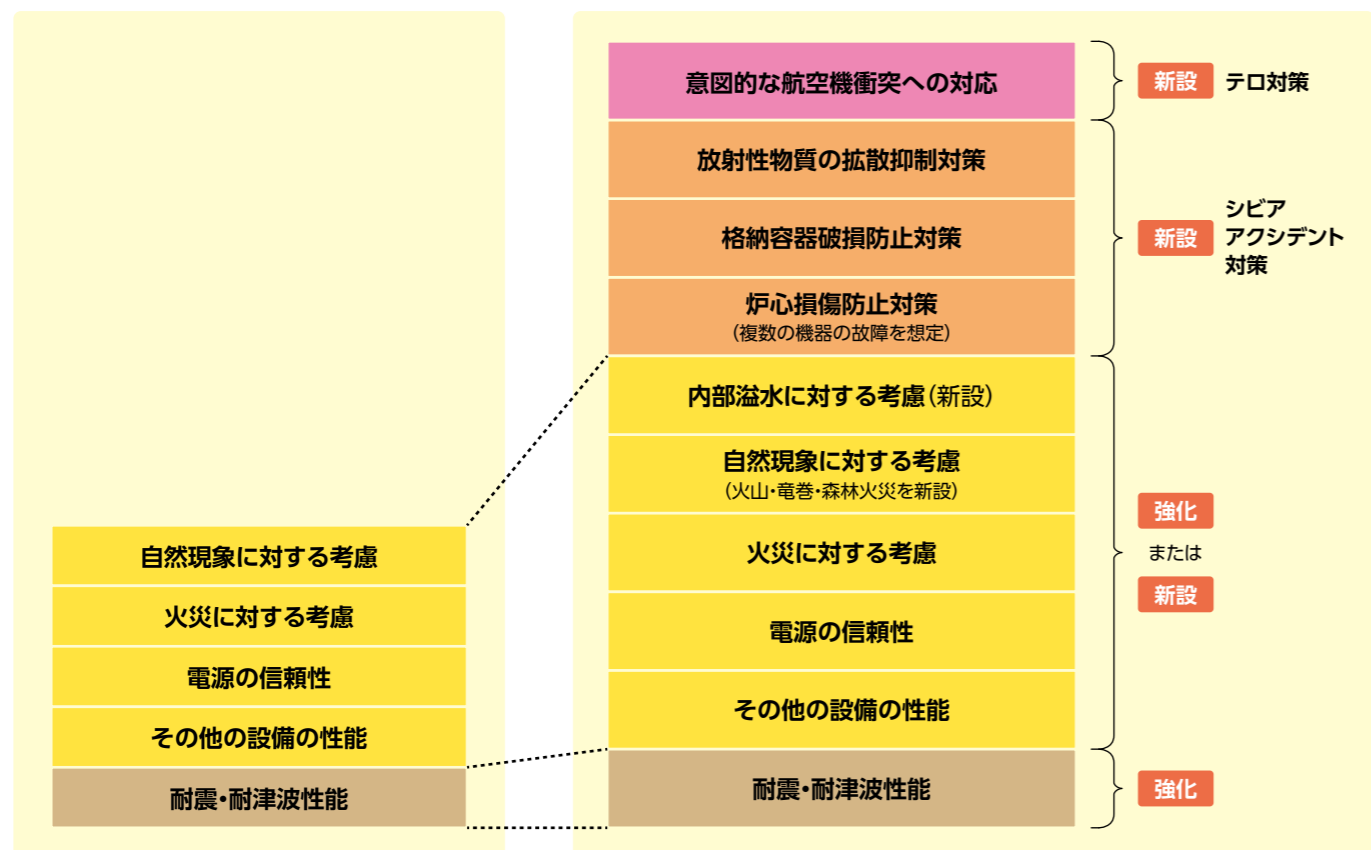 自然現象に対する考慮
火災に対する考慮
電源の信頼性
その他の設備の性能
耐震・耐津波性能
意図的な航空機衝突への対応
放射性物質の拡散抑制対策
格納容器破損防止対策
炉心損傷防止対策
(複数の機器の故障を想定)
内部溢水に対する考慮(新設)
自然現象に対する考慮
(火山・竜巻・森林火災を新設)
火災に対する考慮
電源の信頼性
その他の設備の性能
耐震・耐津波性能
新設 テロ対策
新設
シビア
アクシデント
対策
強化
または
新設
強化